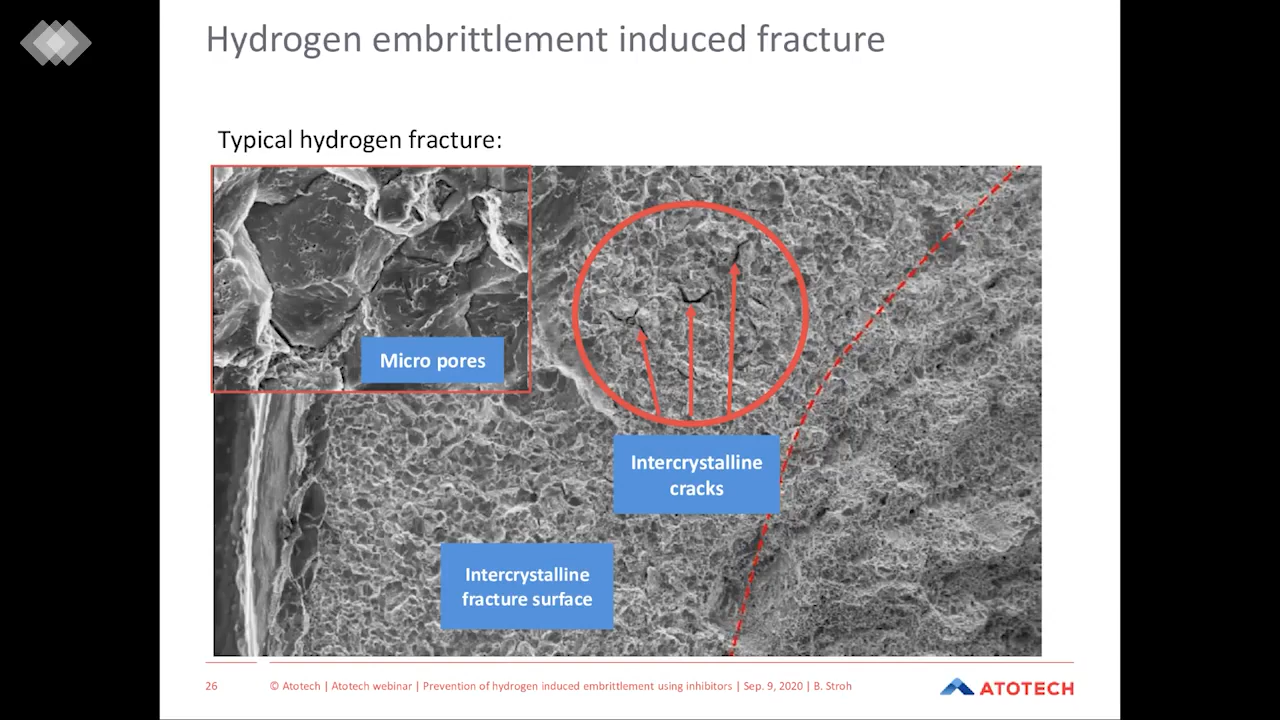 Hydrogen embrittlement induced fracture
Typical hydrogen fracture:
Micro pores
Intercrystalline
cracks
Intercrystalline
fracture surface
26
© Atotech | Atotech webinar | Prevention of hydrogen induced embrittlement using inhibitors | Sep. 9, 2020 | B. Stroh
ATOTECH